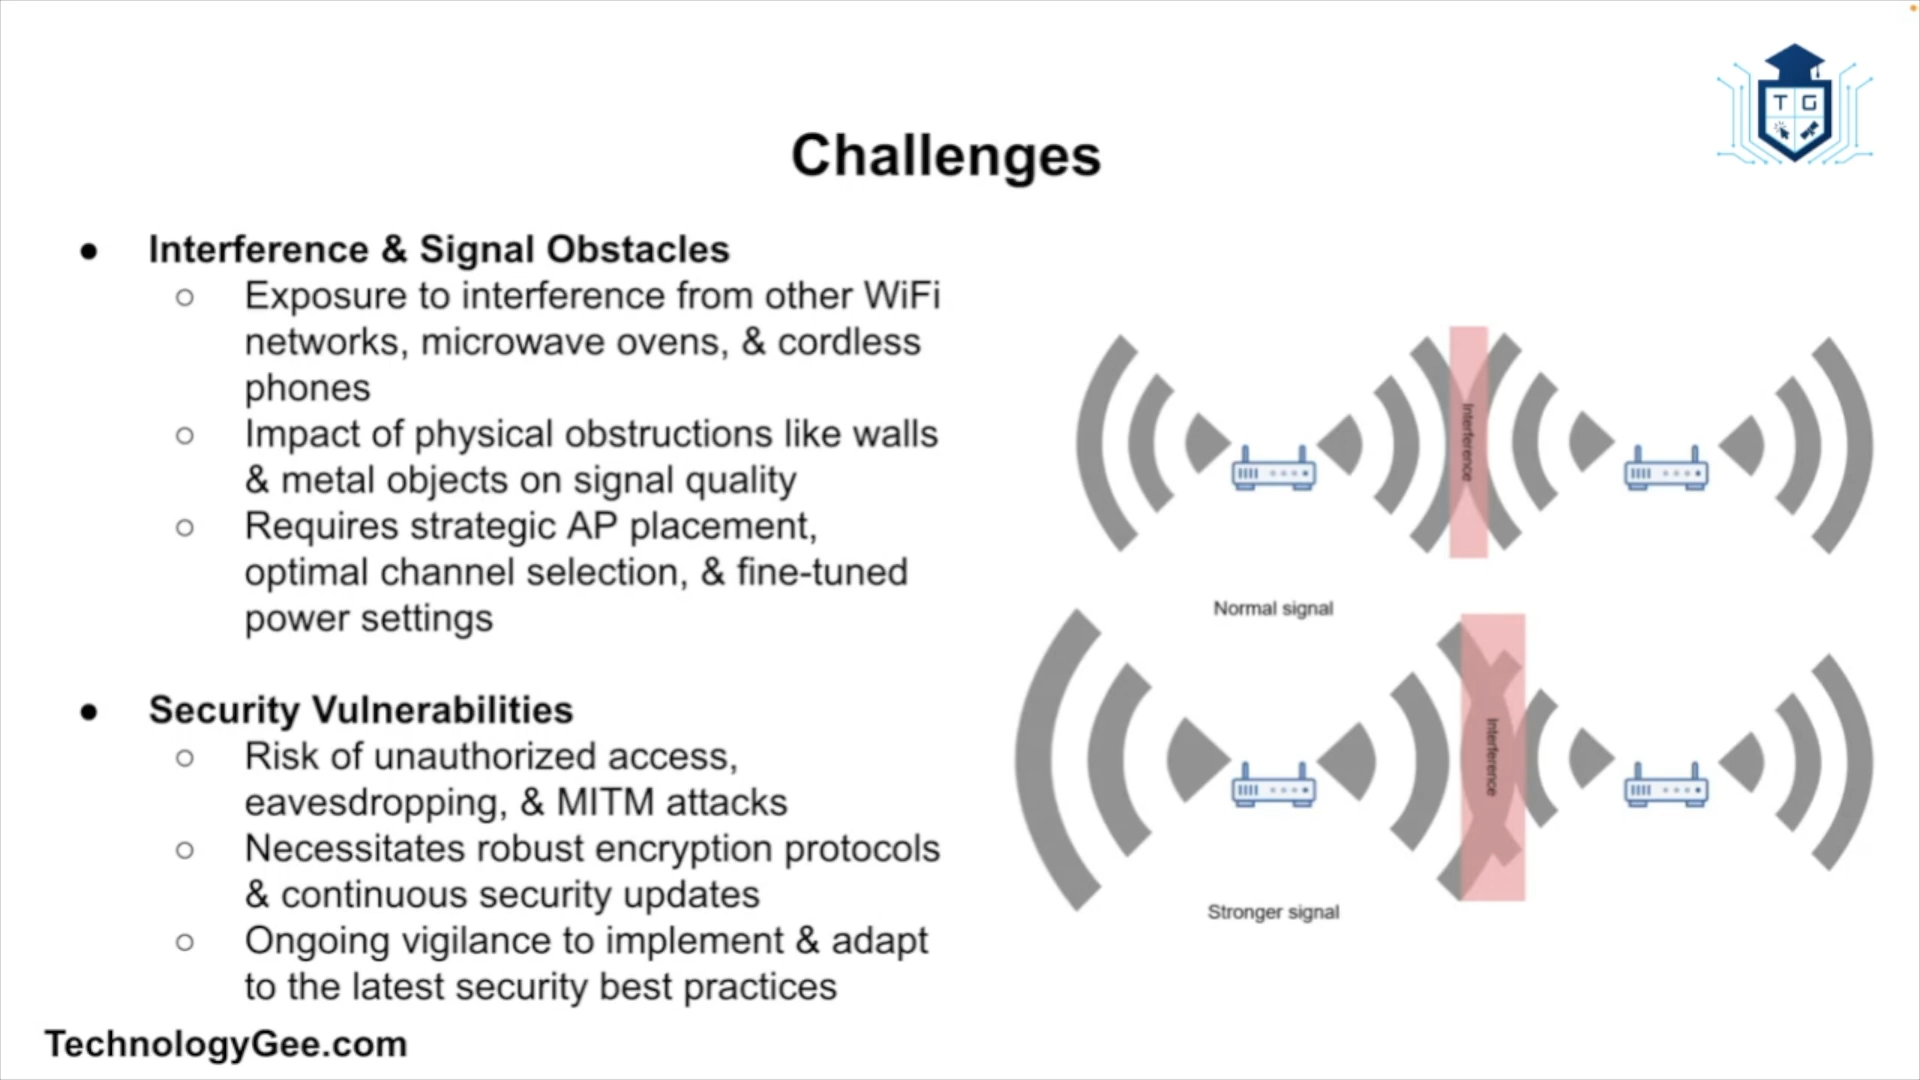 T G
Challenges
● Interference & Signal Obstacles
○ Exposure to interference from other WiFi
networks, microwave ovens, & cordless
phones
○ Impact of physical obstructions like walls
& metal objects on signal quality
○ Requires strategic AP placement,
optimal channel selection, & fine-tuned
power settings
● Security Vulnerabilities
○ Risk of unauthorized access,
eavesdropping, & MITM attacks
○ Necessitates robust encryption protocols
& continuous security updates
○ Ongoing vigilance to implement & adapt
to the latest security best practices
Interference
Normal signal
Interference
Stronger signal
TechnologyGee.com